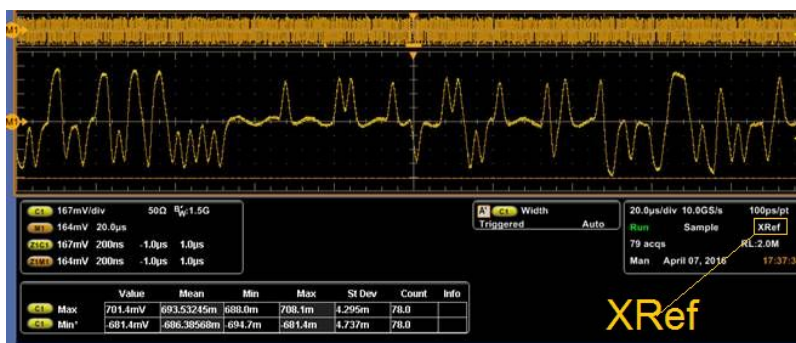 M1
M1
C1 167mV/div 50Ω BW:1.5G
M1 164mV 20.0µs
Z1C1 167mV 200ns -1.0µs 1.0µs
Z1M1 164mV 200ns -1.0µs 1.0µs
A' C1 Width
Triggered Auto
20.0µs/div 10.0GS/s 100ps/pt
Run Sample XRef
79 acqs RL:2.0M
Man April 07, 2016 17:37:3
Value Mean Min Max St Dev Count Info
C1 Max 701.4mV 693.53245m 688.0m 708.1m 4.295m 78.0
C1 Min* -681.4mV -686.38568m -694.7m -681.4m 4.737m 78.0
XRef